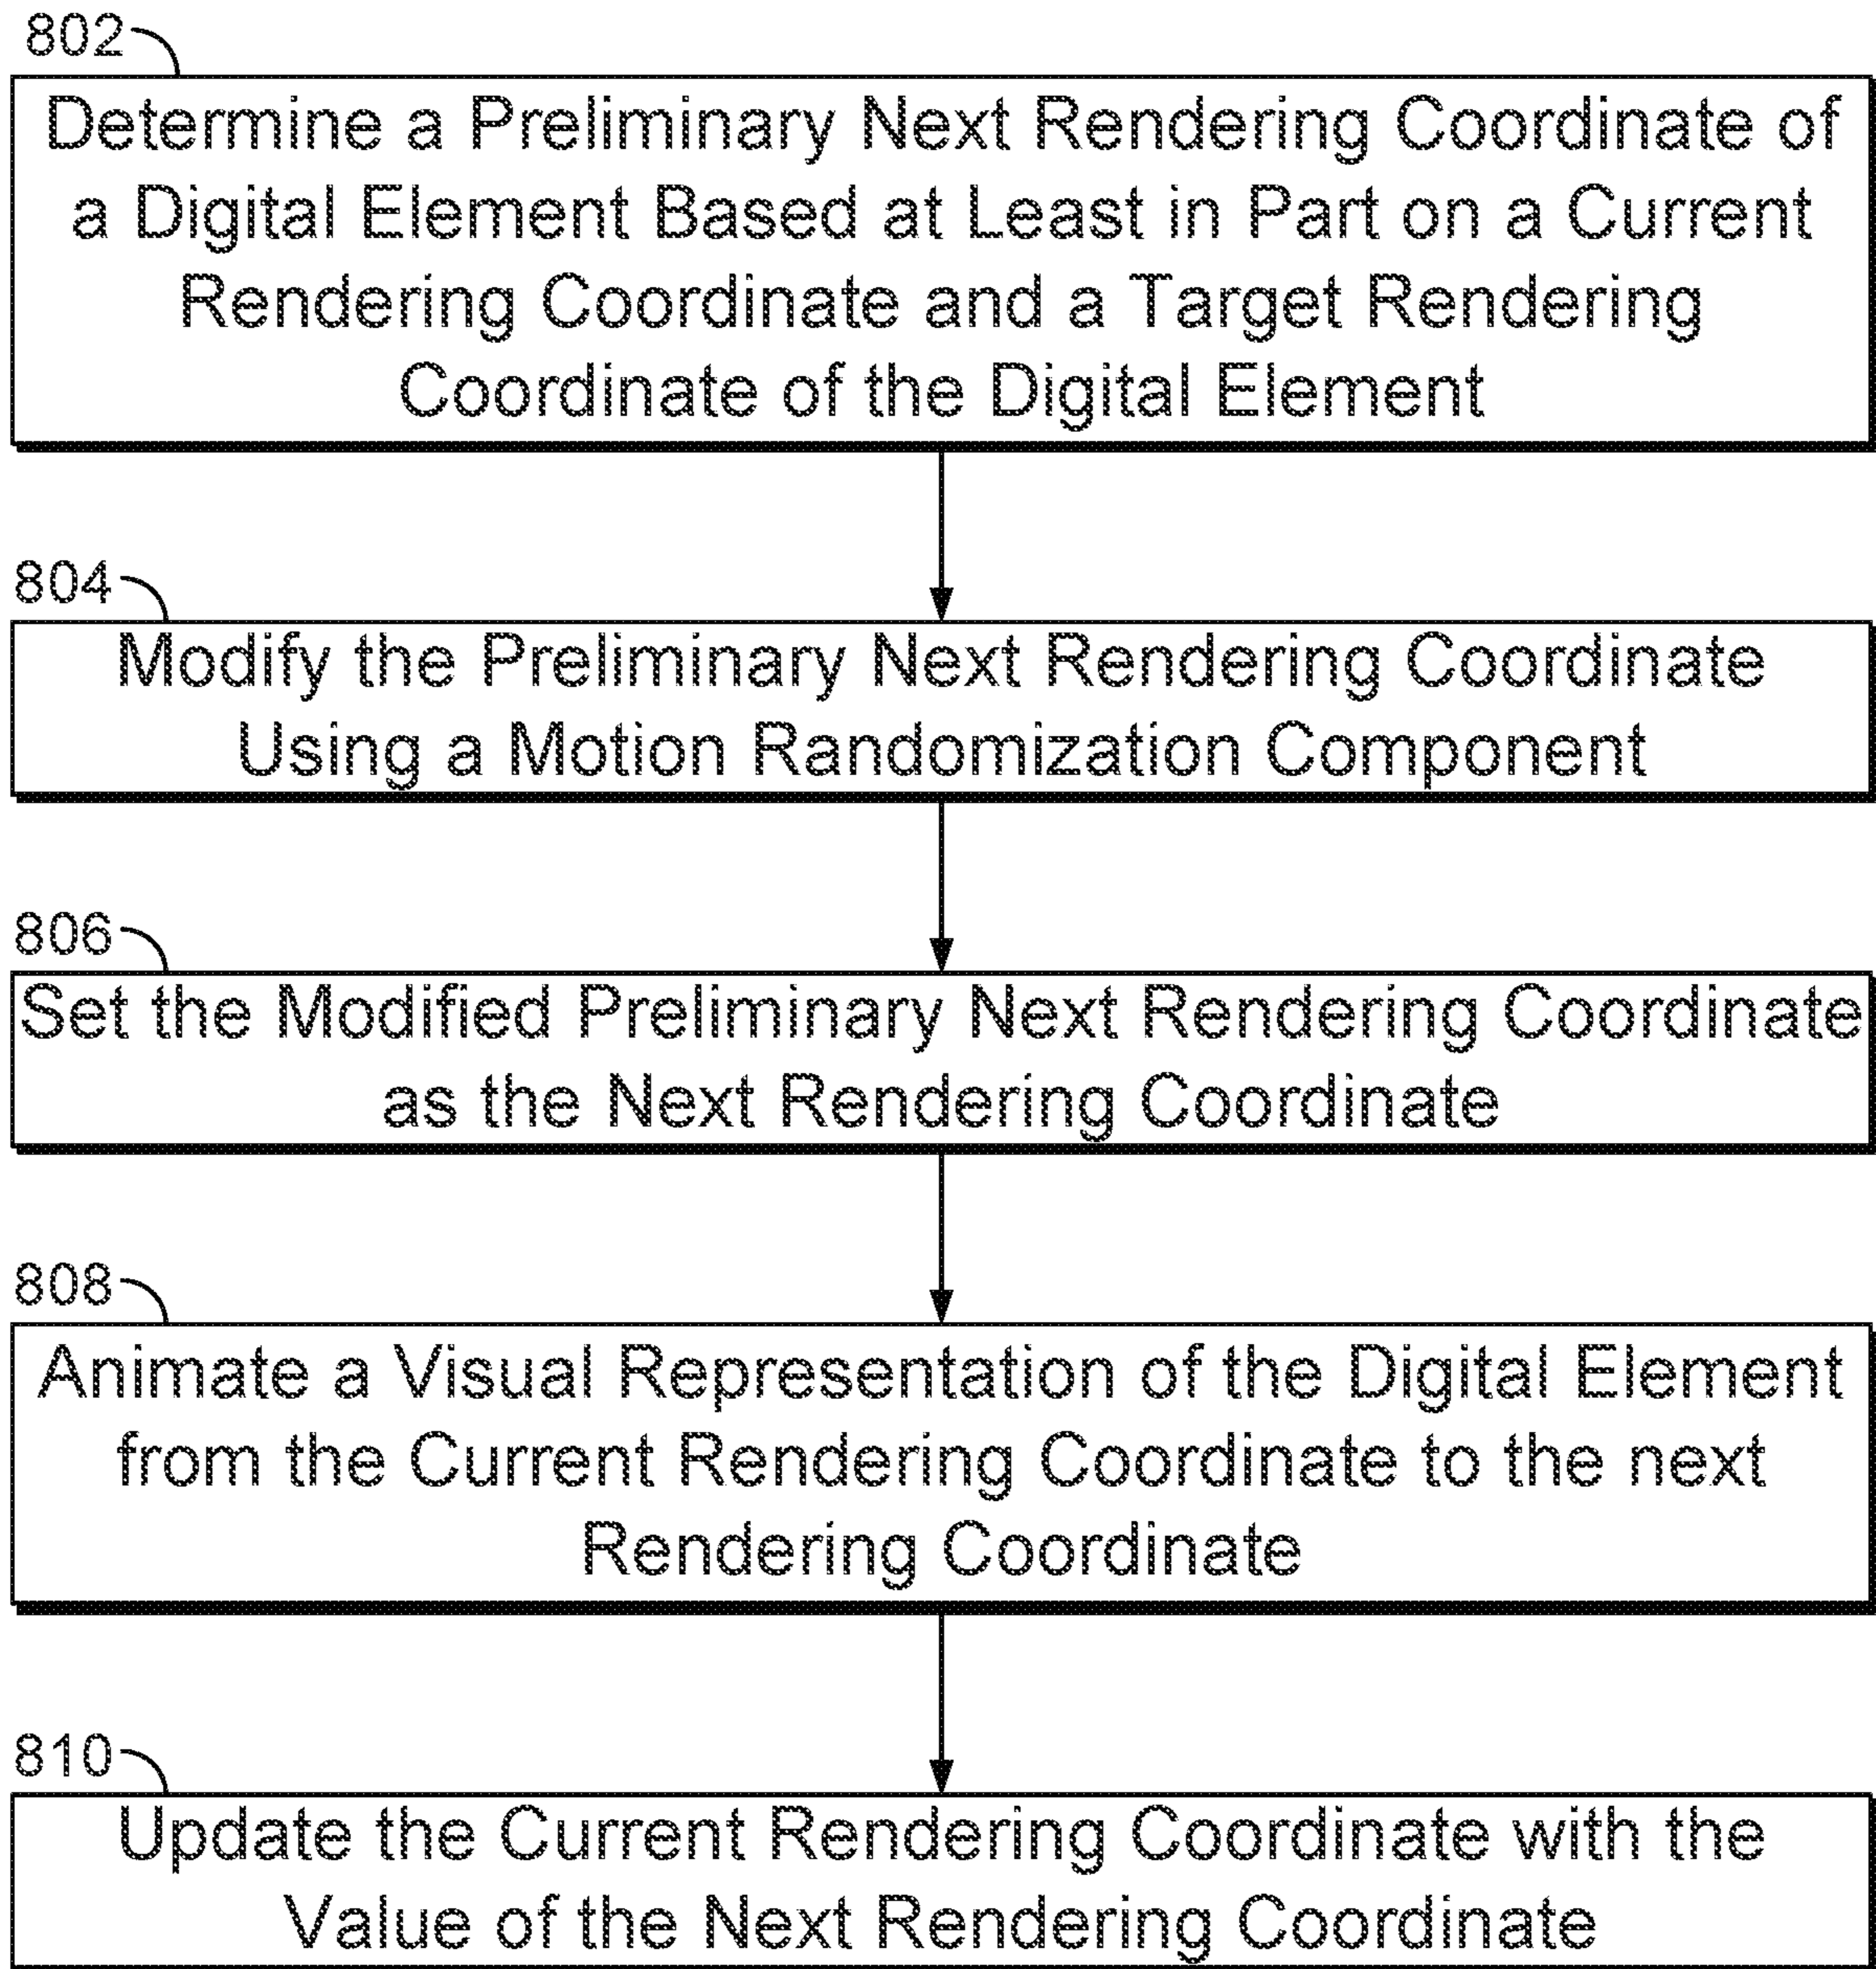 802
Determine a Preliminary Next Rendering Coordinate of
a Digital Element Based at Least in Part on a Current
Rendering Coordinate and a Target Rendering
Coordinate of the Digital Element
804
Modify the Preliminary Next Rendering Coordinate
Using a Motion Randomization Component
806
Set the Modified Preliminary Next Rendering Coordinate
as the Next Rendering Coordinate
808
Animate a Visual Representation of the Digital Element
from the Current Rendering Coordinate to the next
Rendering Coordinate
810
Update the Current Rendering Coordinate with the
Value of the Next Rendering Coordinate